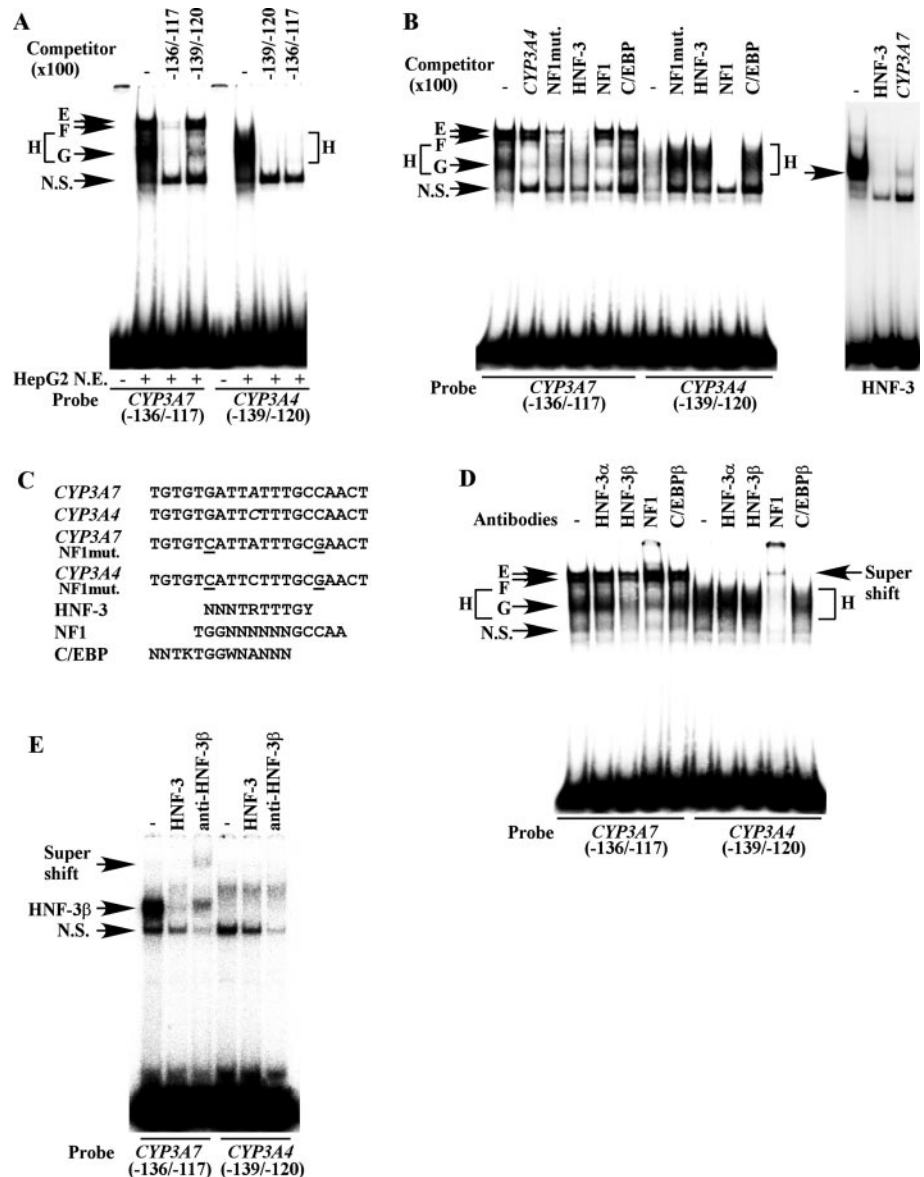 A
Competitor
(x100)
-
-136/-117
-139/-120
-
-139/-120
-136/-117
E
F
H
G
N.S.
H
HepG2 N.E.
- + + + - + + +
Probe
CYP3A7
(-136/-117)
CYP3A4
(-139/-120)
B
Competitor
(x100)
-
CYP3A4
NF1mut.
HNF-3
NF1
C/EBP
-
NF1mut.
HNF-3
NF1
C/EBP
-
HNF-3
CYP3A7
E
F
H
G
N.S.
H
Probe
CYP3A7
(-136/-117)
CYP3A4
(-139/-120)
HNF-3
C
CYP3A7 TGTGTGATTATTTGCCAACT
CYP3A4 TGTGTGATTCTTTGCCAACT
CYP3A7
NF1mut. TGTGTCATTATTTGCGAACT
CYP3A4
NF1mut. TGTGTCATTCTTTGCGAACT
HNF-3 NNNTRTTTGY
NF1 TGGNNNNNNGCCAA
C/EBP NNTKTGGWNANNN
D
Antibodies
-
HNF-3α
HNF-3β
NF1
C/EBPβ
-
HNF-3α
HNF-3β
NF1
C/EBPβ
E
F
H
G
N.S.
Super
shift
H
Probe
CYP3A7
(-136/-117)
CYP3A4
(-139/-120)
E
-
HNF-3
anti-HNF-3β
-
HNF-3
anti-HNF-3β
Super
shift
HNF-3β
N.S.
Probe
CYP3A7
(-136/-117)
CYP3A4
(-139/-120)